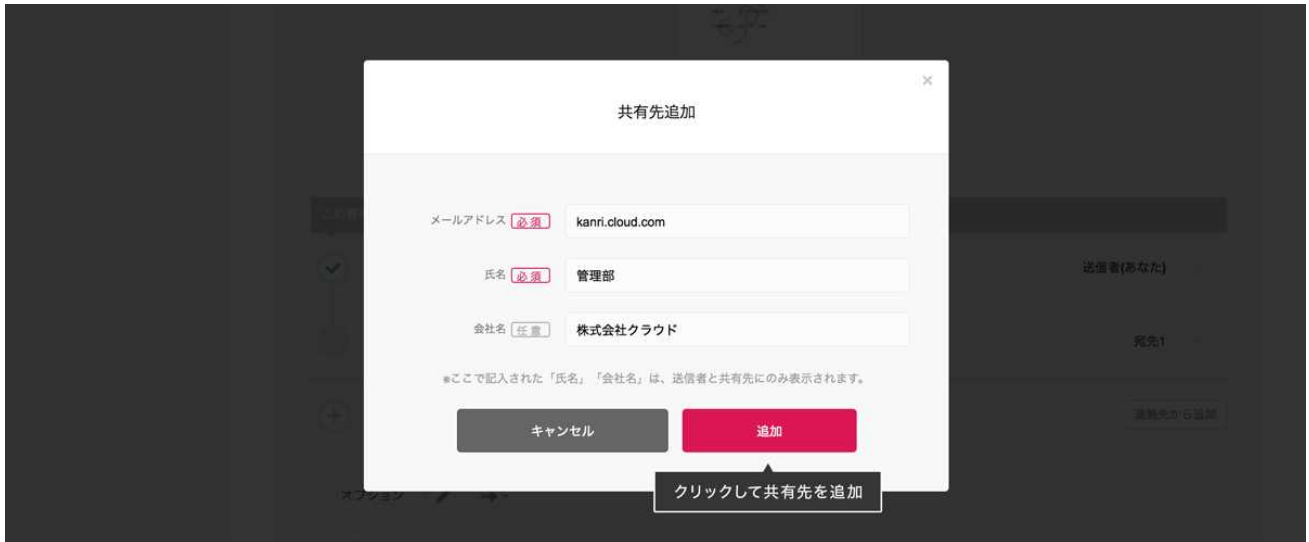 ×
共有先追加
メールアドレス 必須 kanri.cloud.com
氏名 必須 管理部
会社名 任意 株式会社クラウド
※ここで記入された「氏名」「会社名」は、送信者と共有先にのみ表示されます。
キャンセル 追加
クリックして共有先を追加
送信者(あなた)
宛先1
連絡先から追加
オプション